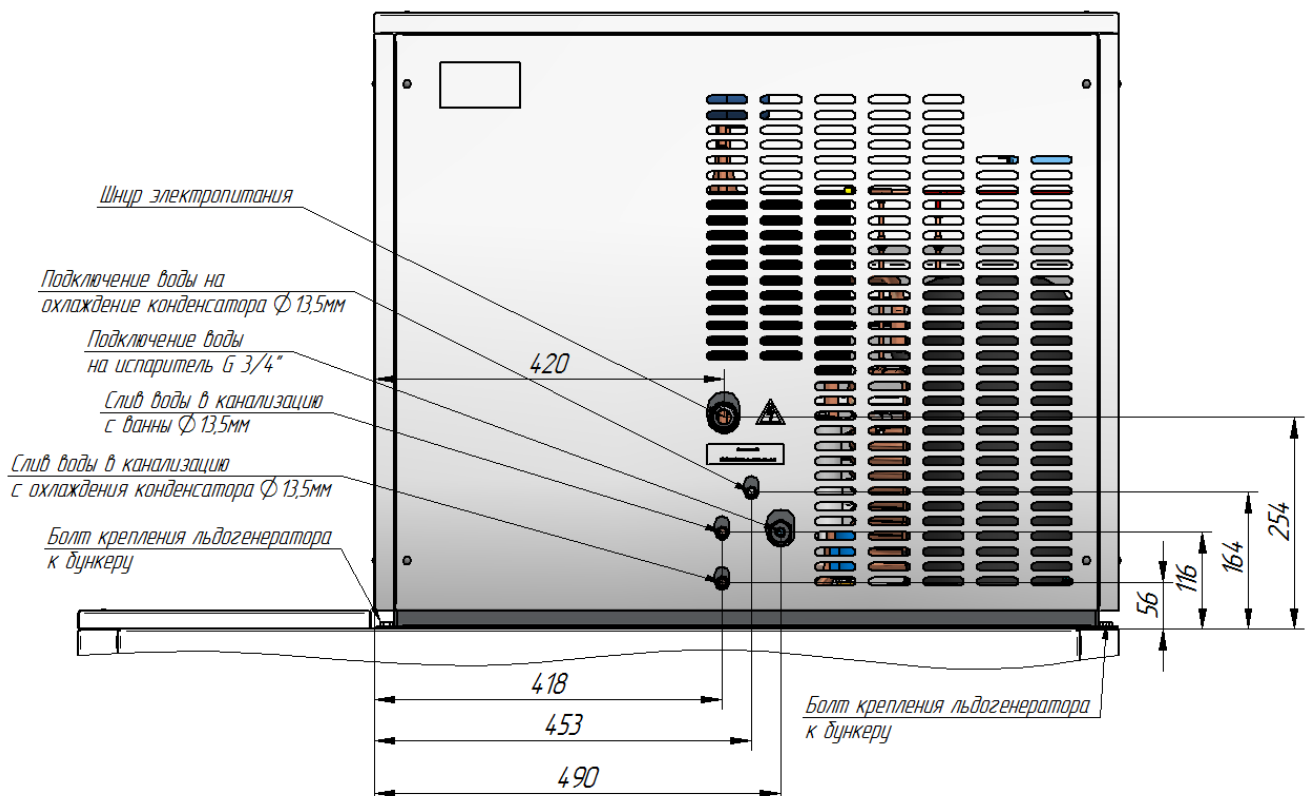 Шнур электропитания
Подключение воды на
охлаждение конденсатора ∅ 13,5мм
Подключение воды
на испаритель G 3/4"
Слив воды в канализацию
с ванны ∅ 13,5мм
Слив воды в канализацию
с охлаждения конденсатора ∅ 13,5мм
Болт крепления льдогенератора
к бункеру
420
254
164
116
56
418
453
490
Болт крепления льдогенератора
к бункеру